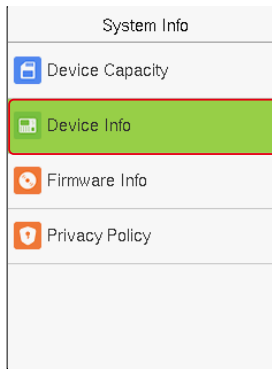 System Info
Device Capacity
Device Info
Firmware Info
Privacy Policy